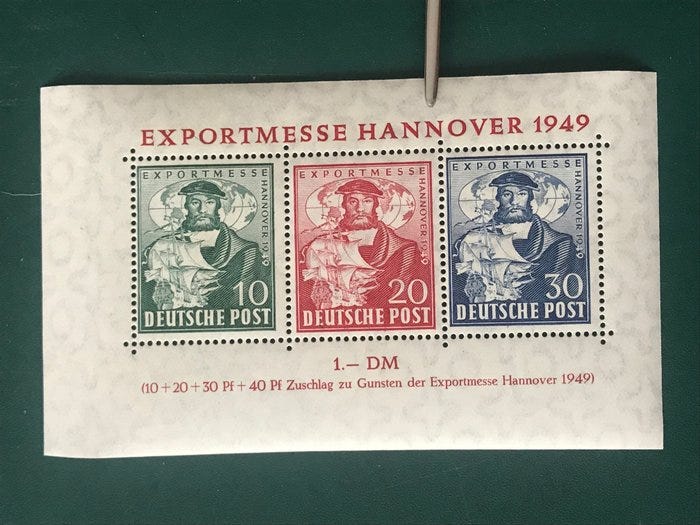 EXPORTMESSE HANNOVER 1949
EXPORTMESSE
HANNOVER 1949
10
DEUTSCHE POST
EXPORTMESSE
HANNOVER 1949
20
DEUTSCHE POST
EXPORTMESSE
HANNOVER 1949
30
DEUTSCHE POST
1.— DM
(10+20+30 Pf+40 Pf Zuschlag zu Gunsten der Exportmesse Hannover 1949)